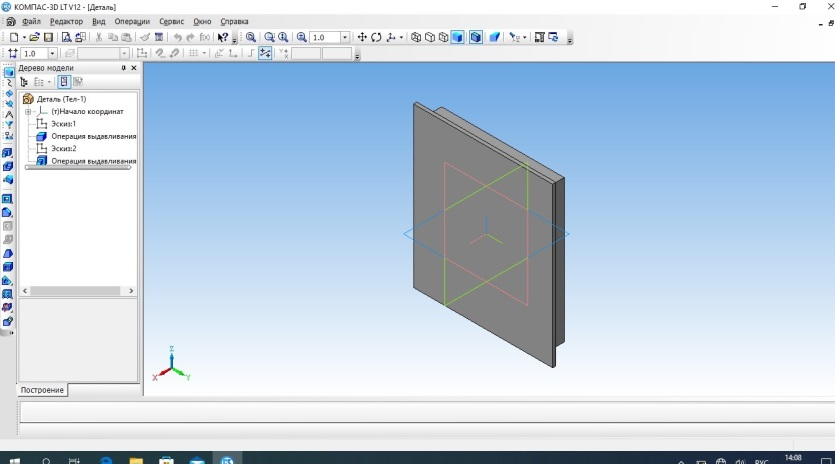 КОМПАС-3D LT V12 - [Деталь]
Файл Редактор Вид Операции Сервис Окно Справка
1.0
1.0
Дерево модели
Деталь (Тел-1)
(т)Начало координат
Эскиз:1
Операция выдавливания
Эскиз:2
Операция выдавливания
Построение
Z
X
Y
РУС
14:08